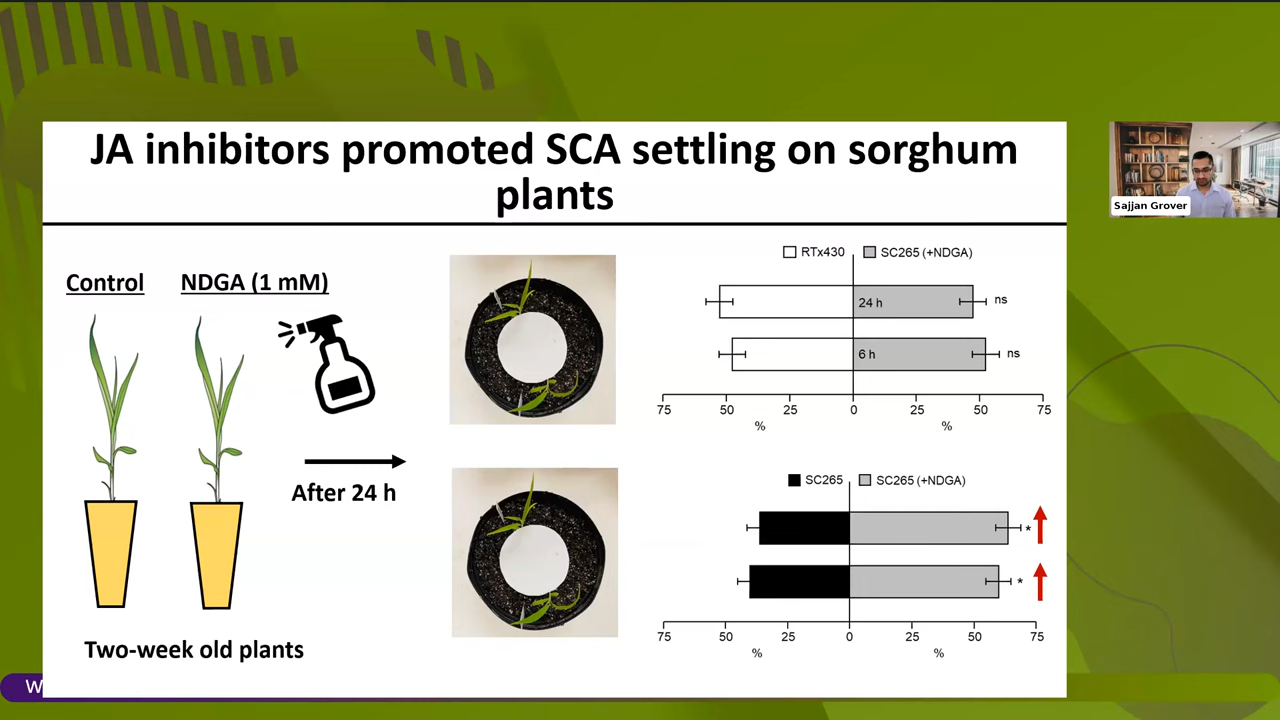 JA inhibitors promoted SCA settling on sorghum
plants
Sajjan Grover
Control
NDGA (1 mM)
After 24 h
Two-week old plants
RTx430
SC265 (+NDGA)
24 h
ns
6 h
ns
75 50 25 0 25 50 75
% %
SC265
SC265 (+NDGA)
*
*
75 50 25 0 25 50 75
% %
W